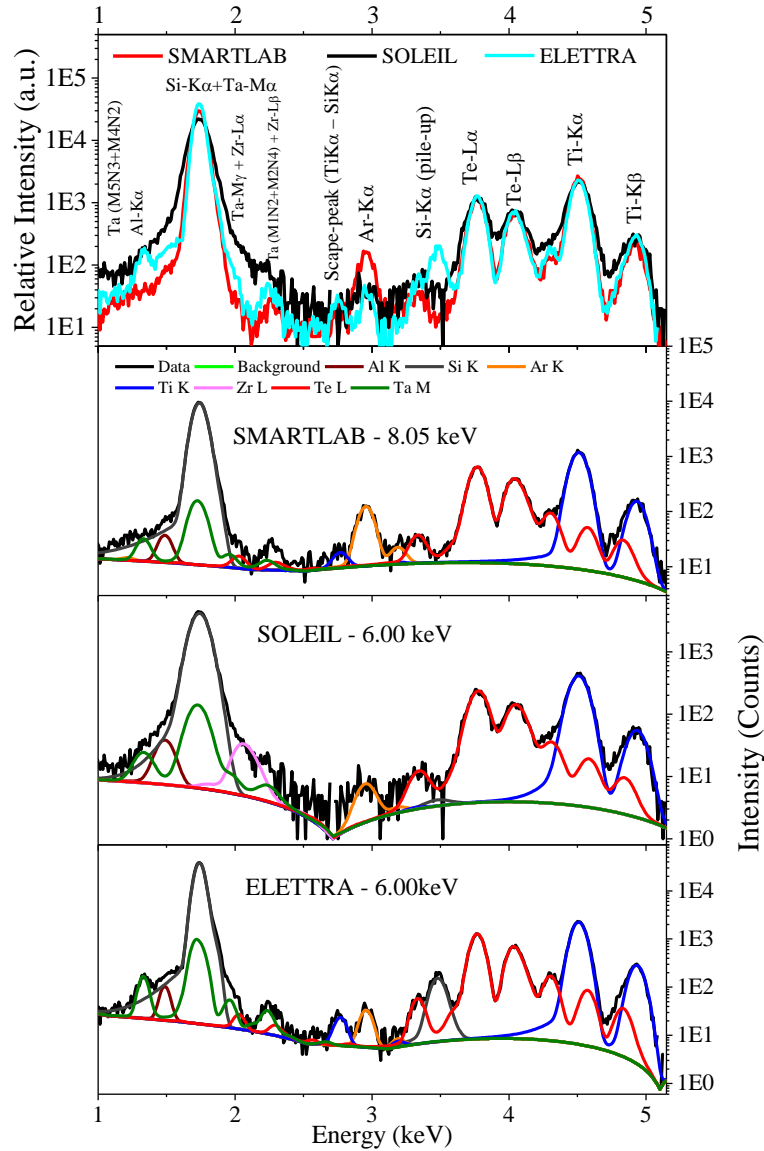 1 2 3 4 5
SMARTLAB SOLEIL ELETTRA
Si-Kα+Ta-Mα
Ta (M5N3+M4N2)
Al-Kα
Ta-Mγ + Zr-Lα
Ta (M1N2+M2N4) + Zr-Lβ
Scape-peak (TiKα – SiKα)
Ar-Kα
Si-Kα (pile-up)
Te-Lα
Te-Lβ
Ti-Kα
Ti-Kβ
1E5
1E4
1E3
1E2
1E1
Relative Intensity (a.u.)
Data Background Al K Si K Ar K
Ti K Zr L Te L Ta M
SMARTLAB - 8.05 keV
1E5
1E4
1E3
1E2
1E1
SOLEIL - 6.00 keV
1E3
1E2
1E1
1E0
Intensity (Counts)
ELETTRA - 6.00keV
1E4
1E3
1E2
1E1
1E0
1 2 3 4 5
Energy (keV)